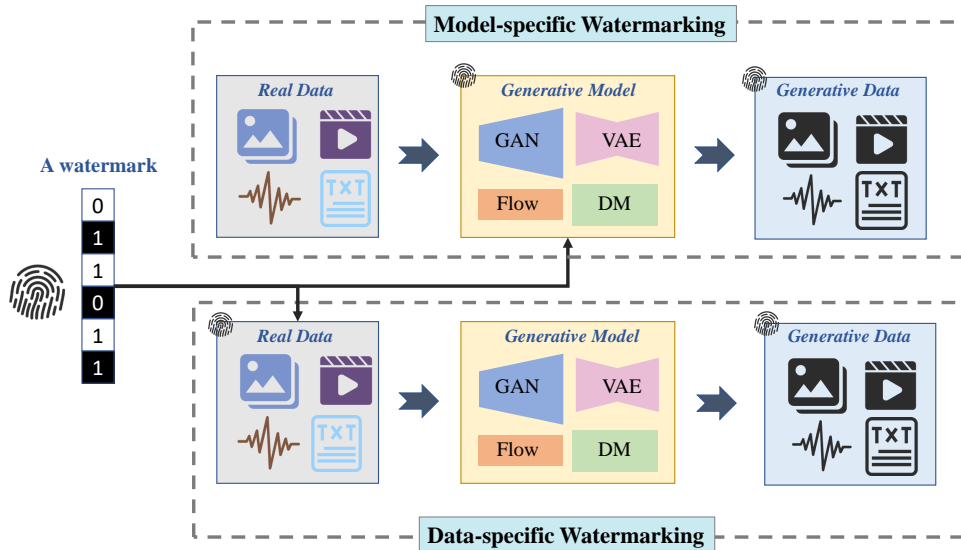 Model-specific Watermarking
Real Data
Generative Model
Generative Data
GAN
VAE
TXT
Flow
DM
TXT
A watermark
0
1
1
0
1
1
Real Data
Generative Model
Generative Data
GAN
VAE
TXT
Flow
DM
TXT
Data-specific Watermarking